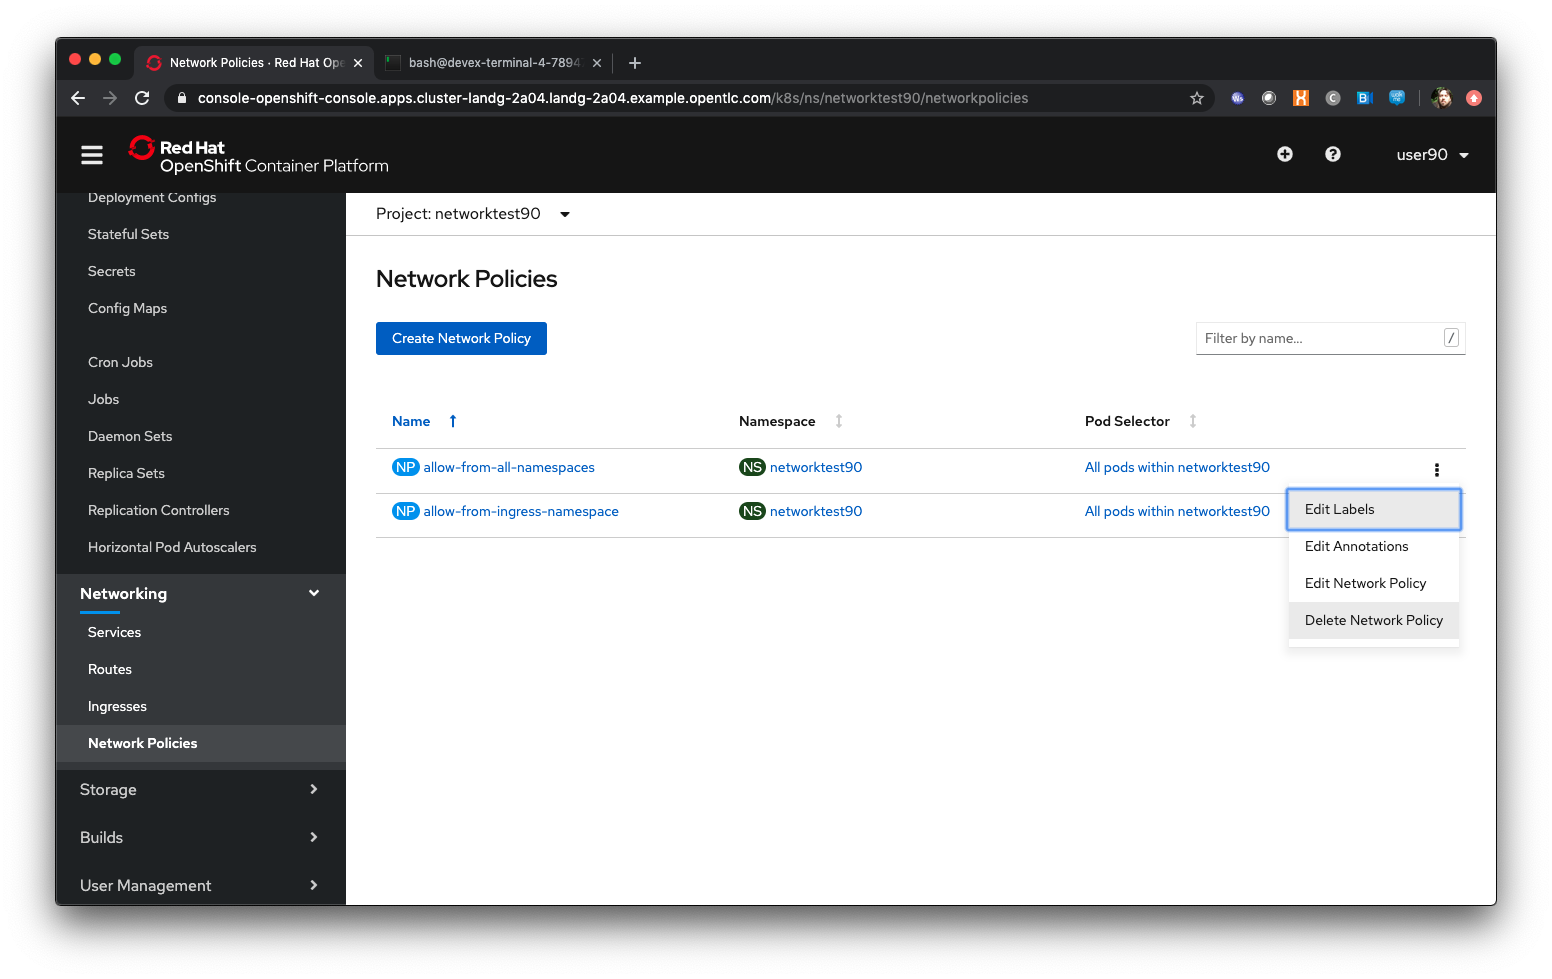 Network Policies · Red Hat Ope
bash@devex-terminal-4-7894
console-openshift-console.apps.cluster-landg-2a04.landg-2a04.example.opentlc.com/k8s/ns/networktest90/networkpolicies
Red Hat
OpenShift Container Platform
user90
Deployment Configs
Stateful Sets
Secrets
Config Maps
Cron Jobs
Jobs
Daemon Sets
Replica Sets
Replication Controllers
Horizontal Pod Autoscalers
Networking
Services
Routes
Ingresses
Network Policies
Storage
Builds
User Management
Project: networktest90
Network Policies
Create Network Policy
Filter by name... /
Name Namespace Pod Selector
NP allow-from-all-namespaces NS networktest90 All pods within networktest90
NP allow-from-ingress-namespace NS networktest90 All pods within networktest90
Edit Labels
Edit Annotations
Edit Network Policy
Delete Network Policy